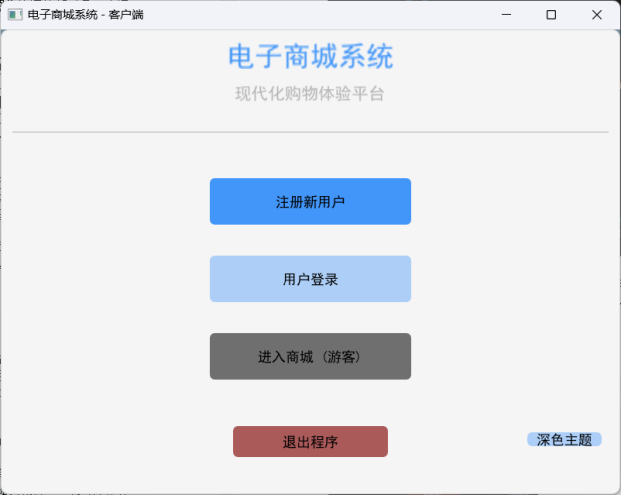 电子商城系统 - 客户端
电子商城系统
现代化购物体验平台
注册新用户
用户登录
进入商城（游客）
退出程序
深色主题